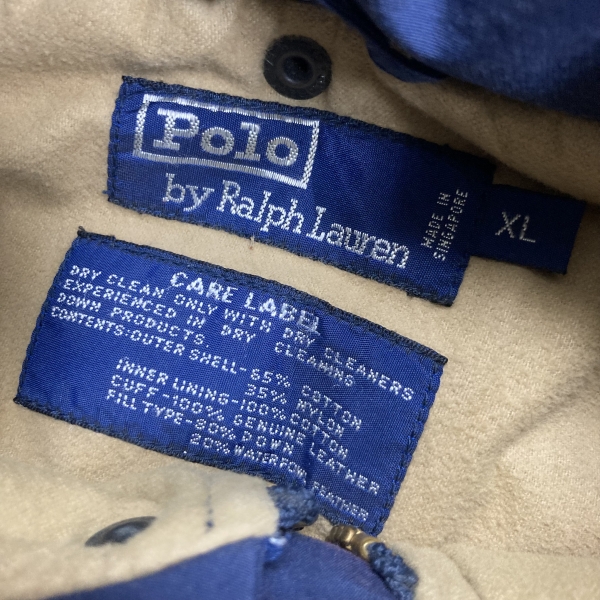 Polo
by Ralph Lauren
MADE IN
SINGAPORE
XL
CARE LABEL
DRY CLEAN ONLY WITH DRY CLEANERS
EXPERIENCED IN DRY CLEANING
DOWN PRODUCTS
CONTENTS:OUTER SHELL-65% COTTON
35% NYLON
INNER LINING-100% COTTON
CUFF-100% GENUINE LEATHER
FILL TYPE-80% DOWN
20% WATERFOWL FEATHER